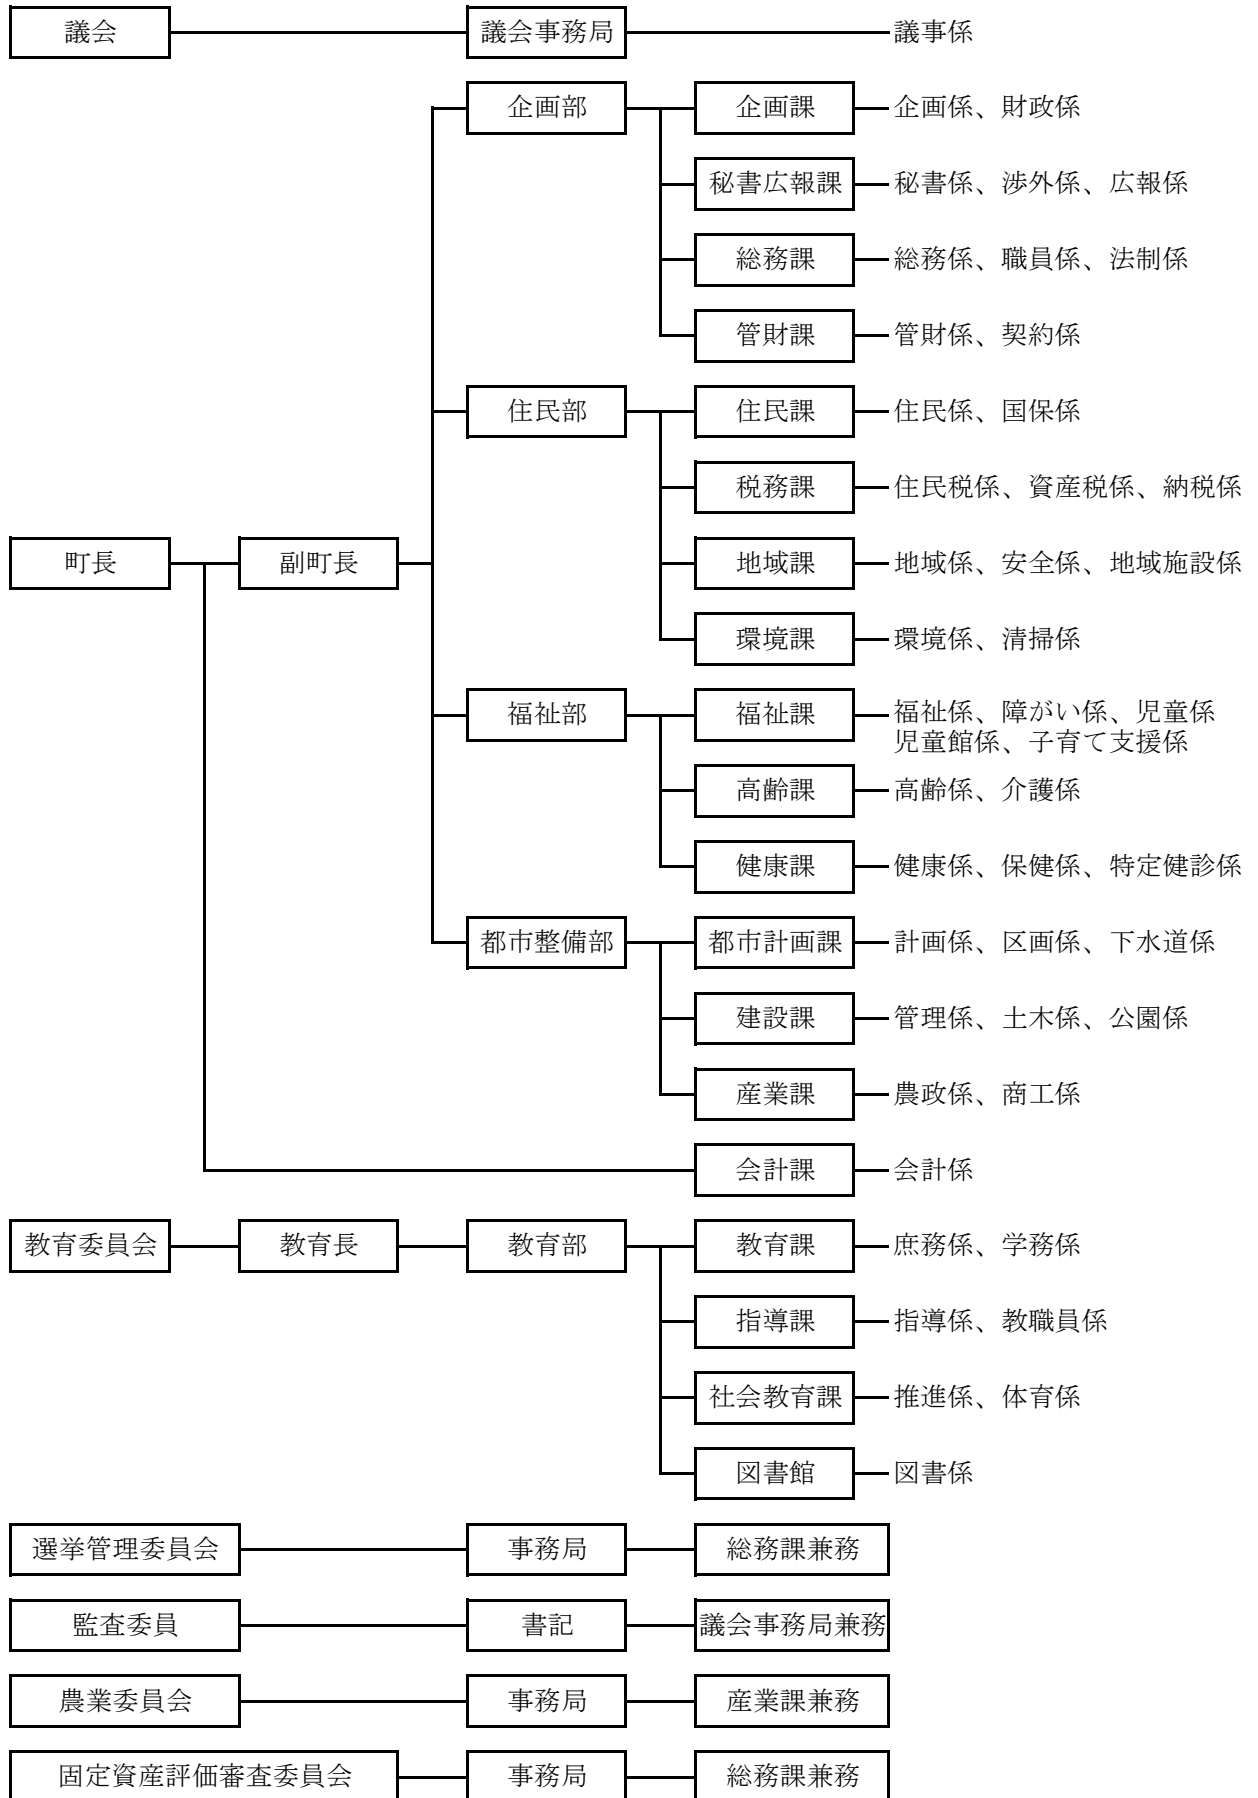 議会 議会事務局 議事係
企画部 企画課 企画係、財政係
秘書広報課 秘書係、渉外係、広報係
総務課 総務係、職員係、法制係
管財課 管財係、契約係
住民部 住民課 住民係、国保係
税務課 住民税係、資産税係、納税係
町長 副町長 地域課 地域係、安全係、地域施設係
環境課 環境係、清掃係
福祉部 福祉課 福祉係、障がい係、児童係
児童館係、子育て支援係
高齢課 高齢係、介護係
健康課 健康係、保健係、特定健診係
都市整備部 都市計画課 計画係、区画係、下水道係
建設課 管理係、土木係、公園係
産業課 農政係、商工係
会計課 会計係
教育委員会 教育長 教育部 教育課 庶務係、学務係
指導課 指導係、教職員係
社会教育課 推進係、体育係
図書館 図書係
選挙管理委員会 事務局 総務課兼務
監査委員 書記 議会事務局兼務
農業委員会 事務局 産業課兼務
固定資産評価審査委員会 事務局 総務課兼務